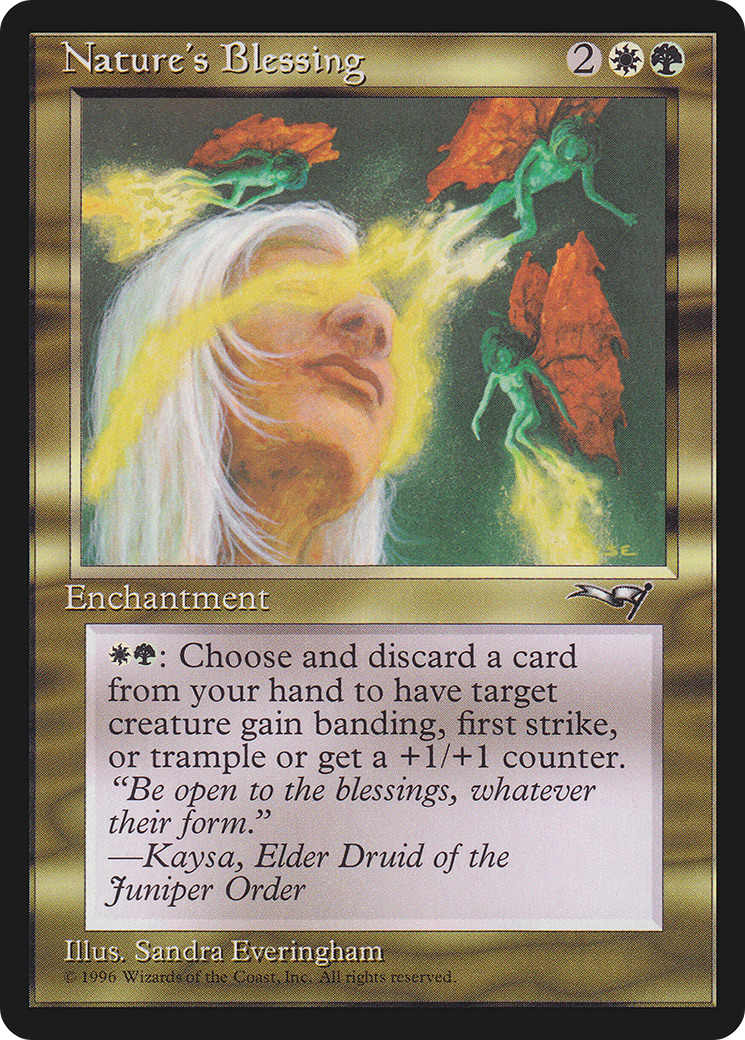 Nature's Blessing 2
SE
Enchantment
: Choose and discard a card
from your hand to have target
creature gain banding, first strike,
or trample or get a +1/+1 counter.
“Be open to the blessings, whatever
their form.”
—Kaysa, Elder Druid of the
Juniper Order
Illus. Sandra Everingham
© 1996 Wizards of the Coast, Inc. All rights reserved.